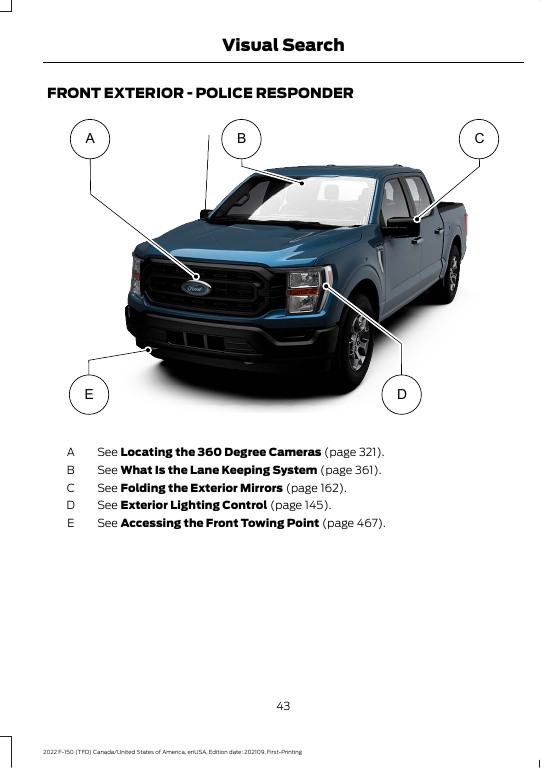 Visual Search
FRONT EXTERIOR - POLICE RESPONDER
A
B
C
Ford
E
D
A See Locating the 360 Degree Cameras (page 321).
B See What Is the Lane Keeping System (page 361).
C See Folding the Exterior Mirrors (page 162).
D See Exterior Lighting Control (page 145).
E See Accessing the Front Towing Point (page 467).
43
2022 F-150 (TFD) Canada/United States of America, enUSA, Edition date: 202109, First-Printing